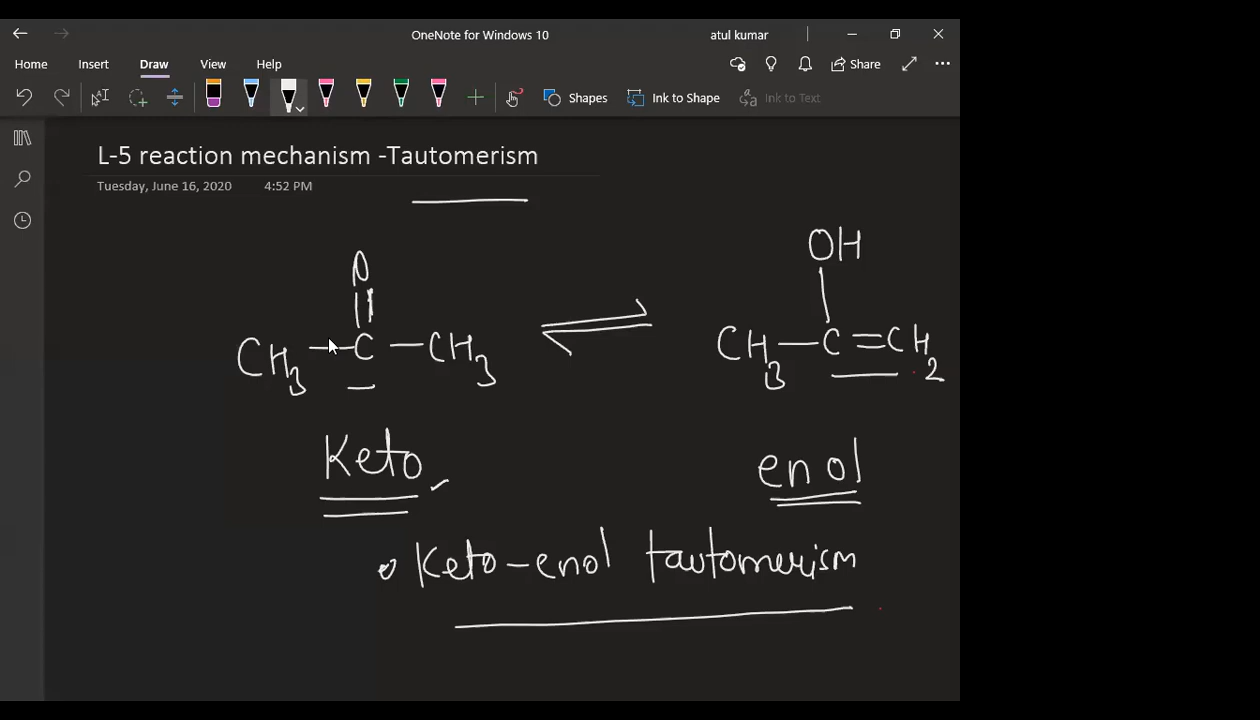 OneNote for Windows 10
atul kumar
Home Insert Draw View Help
Share
Shapes Ink to Shape Ink to Text
L-5 reaction mechanism -Tautomerism
Tuesday, June 16, 2020 4:52 PM
O
OH
CH3 — C — CH3 ⇌ CH3 — C = CH2
Keto enol
Keto-enol tautomerism